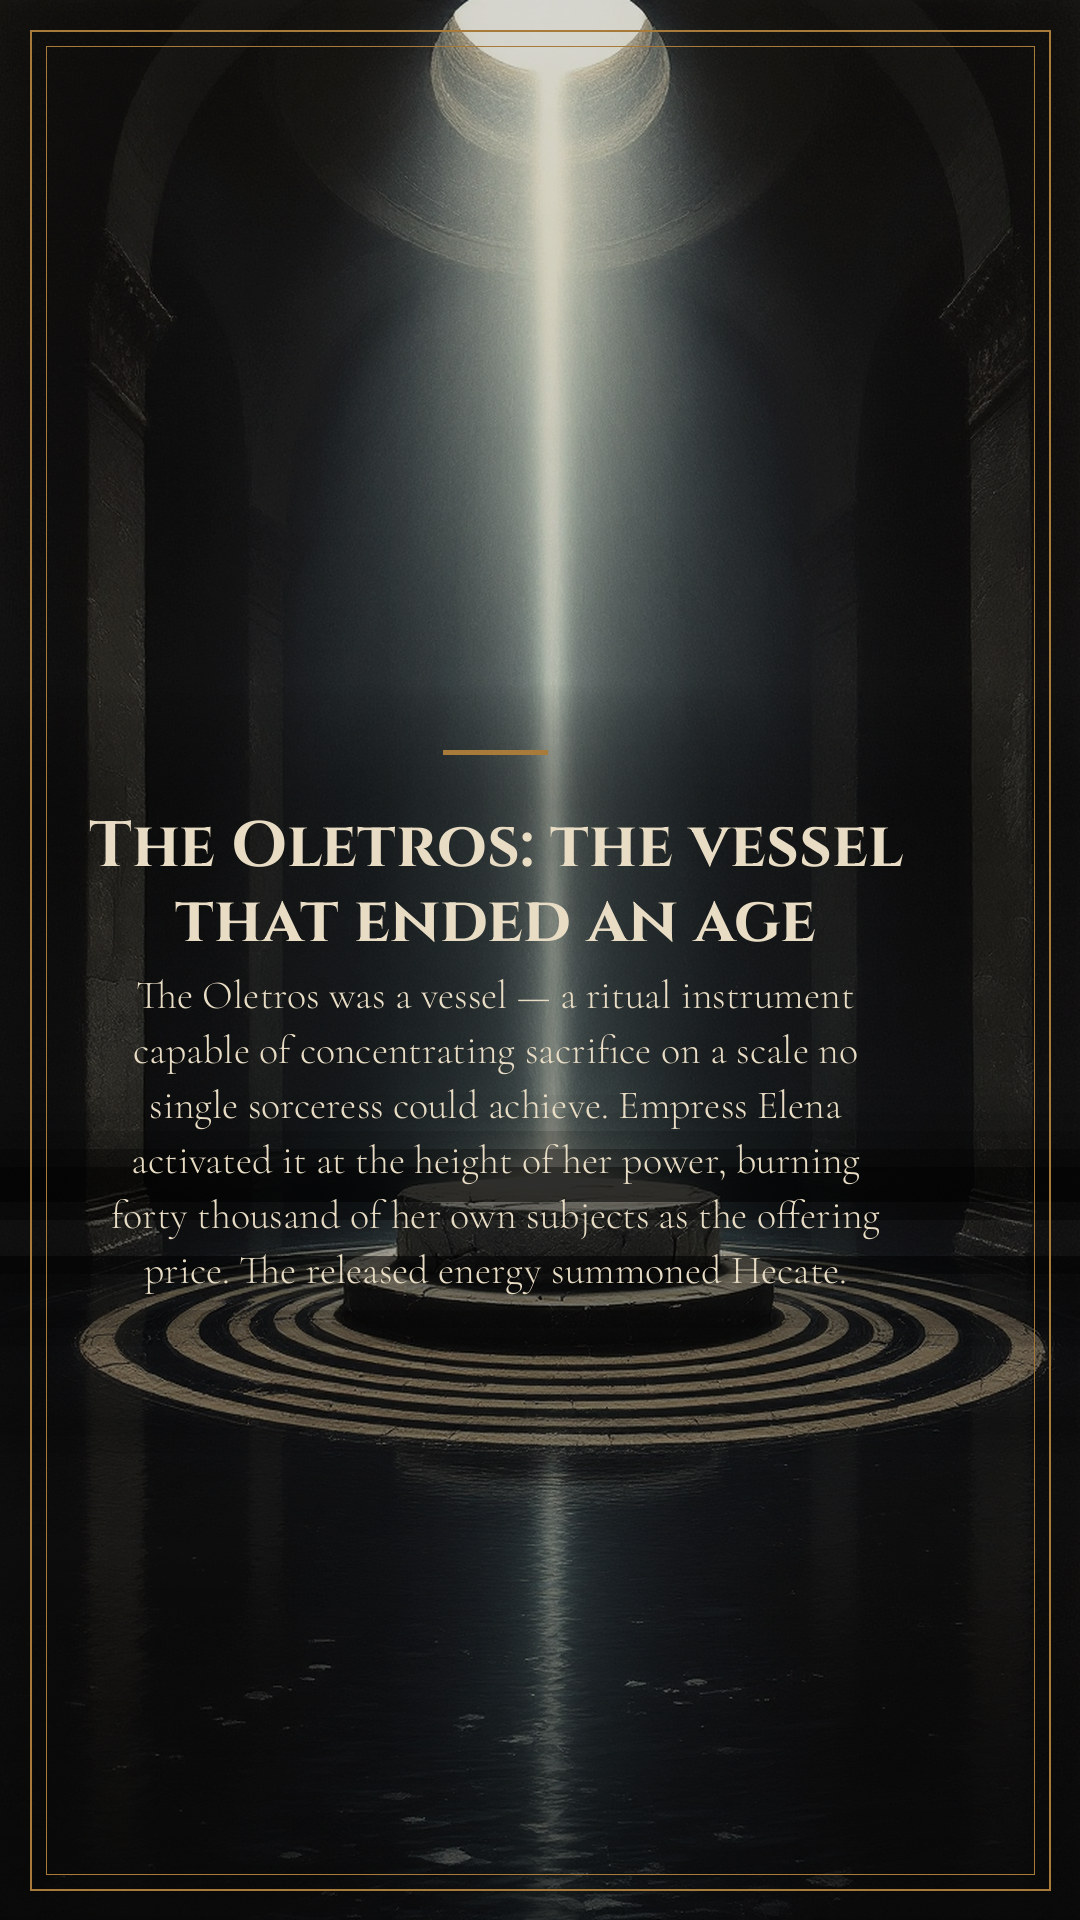 The Oletros: the vessel
that ended an age
The Oletros was a vessel — a ritual instrument
capable of concentrating sacrifice on a scale no
single sorceress could achieve. Empress Elena
activated it at the height of her power, burning
forty thousand of her own subjects as the offering
price. The released energy summoned Hecate.